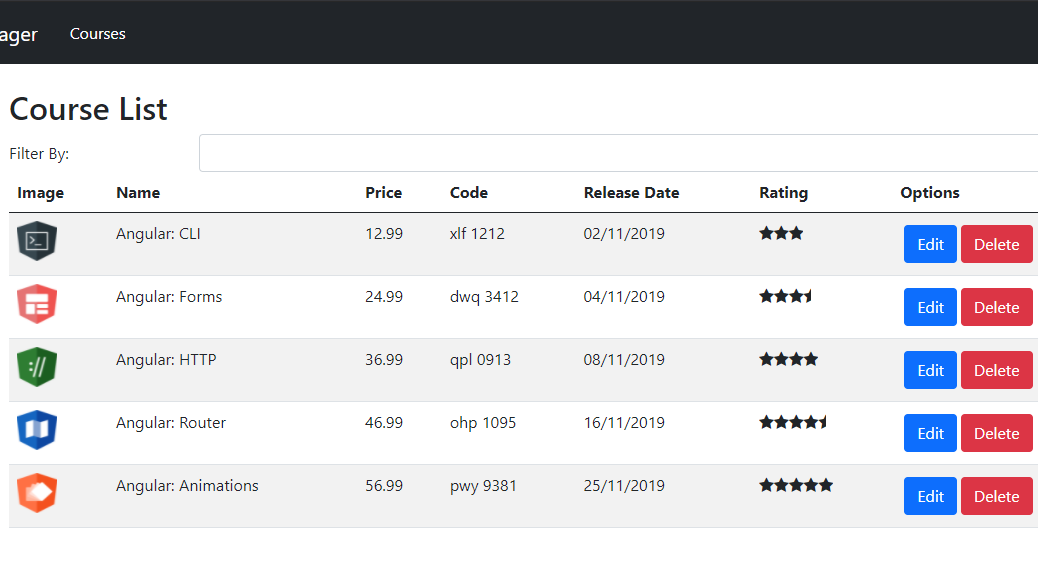 ager Courses
Course List
Filter By:
Image Name Price Code Release Date Rating Options
Angular: CLI 12.99 xlf 1212 02/11/2019 Edit Delete
Angular: Forms 24.99 dwq 3412 04/11/2019 Edit Delete
Angular: HTTP 36.99 qpl 0913 08/11/2019 Edit Delete
Angular: Router 46.99 ohp 1095 16/11/2019 Edit Delete
Angular: Animations 56.99 pwy 9381 25/11/2019 Edit Delete